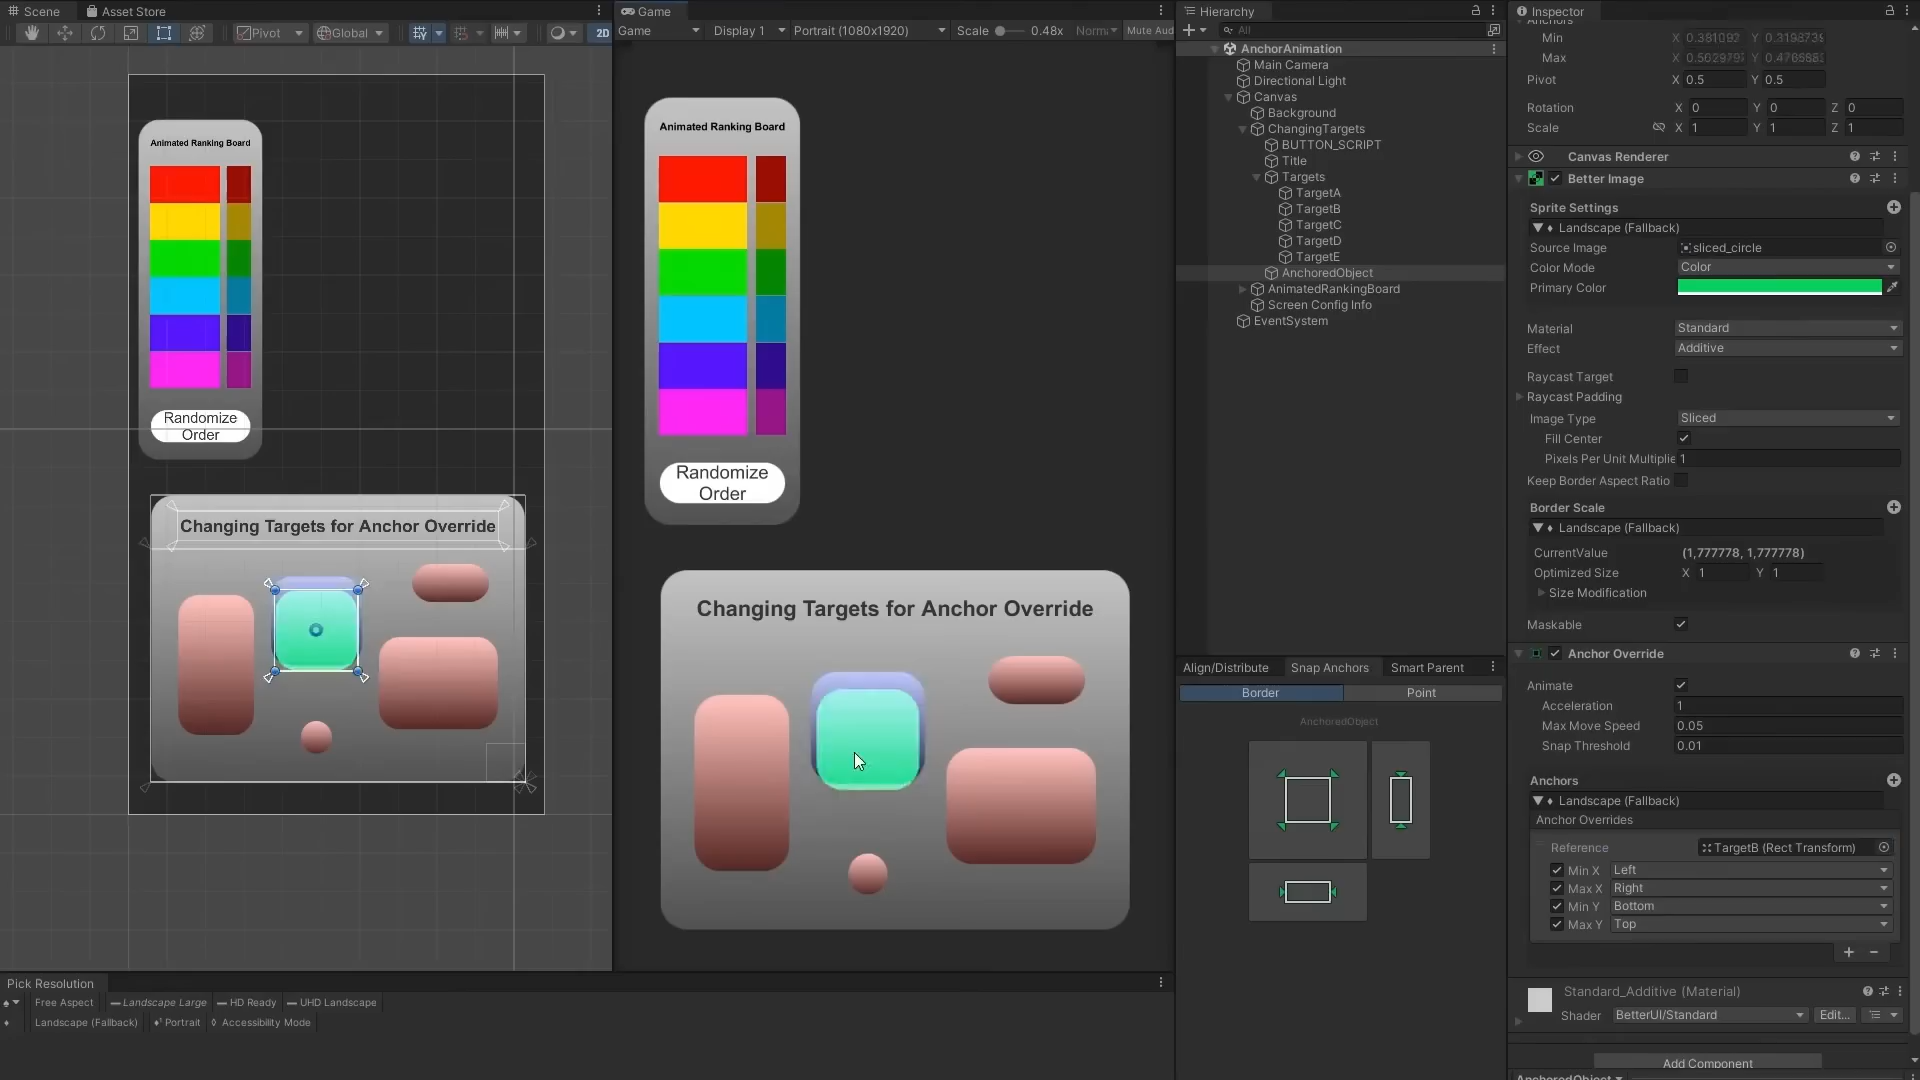 Scene
Asset Store
Pivot
Global
2D
Animated Ranking Board
Randomize
Order
Changing Targets for Anchor Override
Game
Game
Display 1
Portrait (1080x1920)
Scale
0.48x
Mute Aud
Animated Ranking Board
Randomize
Order
Changing Targets for Anchor Override
Pick Resolution
Free Aspect
Landscape Large
HD Ready
UHD Landscape
Landscape (Fallback)
Portrait
Accessibility Mode
Hierarchy
All
AnchorAnimation
Main Camera
Directional Light
Canvas
Background
ChangingTargets
BUTTON_SCRIPT
Title
Targets
TargetA
TargetB
TargetC
TargetD
TargetE
AnchoredObject
AnimatedRankingBoard
Screen Config Info
EventSystem
Align/Distribute
Snap Anchors
Smart Parent
Border
Point
AnchoredObject
Inspector
Anchors
Min X Y
Max X Y
Pivot X 0.5 Y 0.5
Rotation X 0 Y 0 Z 0
Scale X 1 Y 1 Z 1
Canvas Renderer
Better Image
Sprite Settings
Landscape (Fallback)
Source Image sliced_circle
Color Mode Color
Primary Color
Material Standard
Effect Additive
Raycast Target
Raycast Padding
Image Type Sliced
Fill Center
Pixels Per Unit Multiplie 1
Keep Border Aspect Ratio
Border Scale
Landscape (Fallback)
CurrentValue (1,777778, 1,777778)
Optimized Size X 1 Y 1
Size Modification
Maskable
Anchor Override
Animate
Acceleration 1
Max Move Speed 0.05
Snap Threshold 0.01
Anchors
Landscape (Fallback)
Anchor Overrides
Reference TargetB (Rect Transform)
Min X Left
Max X Right
Min Y Bottom
Max Y Top
Standard_Additive (Material)
Shader BetterUI/Standard Edit...
Add Component
AnchoredObject